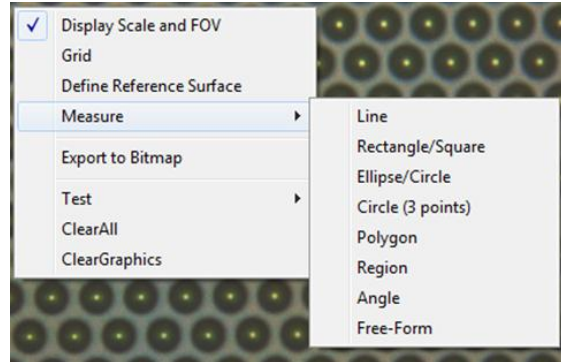 Display Scale and FOV
Grid
Define Reference Surface
Measure
Export to Bitmap
Test
ClearAll
ClearGraphics
Line
Rectangle/Square
Ellipse/Circle
Circle (3 points)
Polygon
Region
Angle
Free-Form